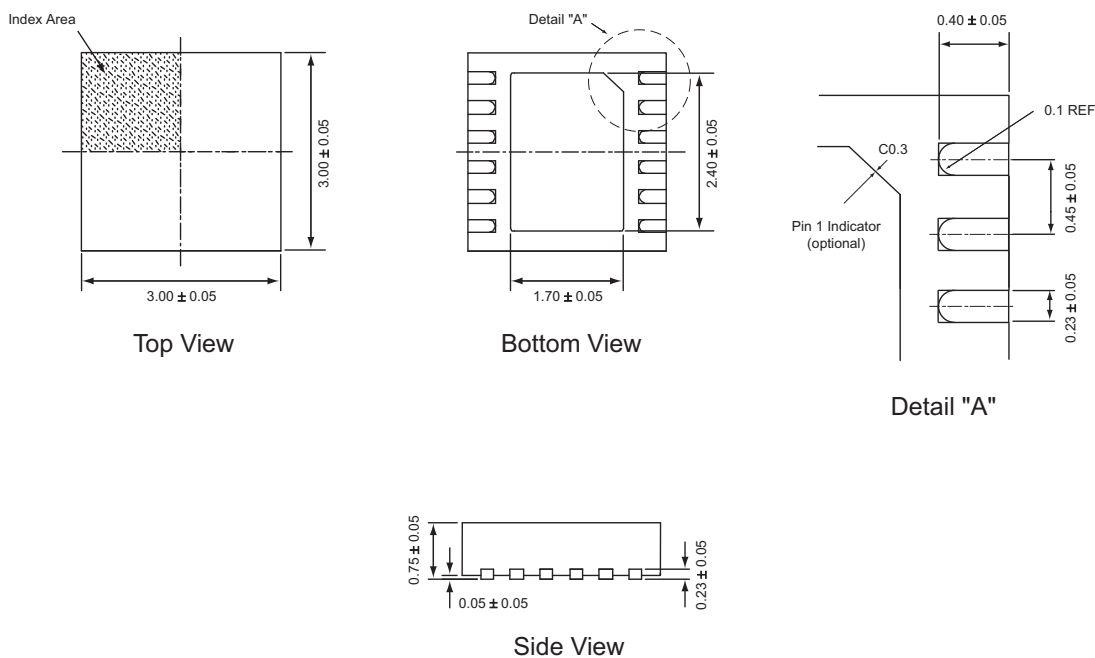 Index Area
3.00 ± 0.05
3.00 ± 0.05
Top View
Detail "A"
2.40 ± 0.05
1.70 ± 0.05
Bottom View
0.40 ± 0.05
0.1 REF
C0.3
Pin 1 Indicator
(optional)
0.45 ± 0.05
0.23 ± 0.05
Detail "A"
0.75 ± 0.05
0.05 ± 0.05
0.23 ± 0.05
Side View